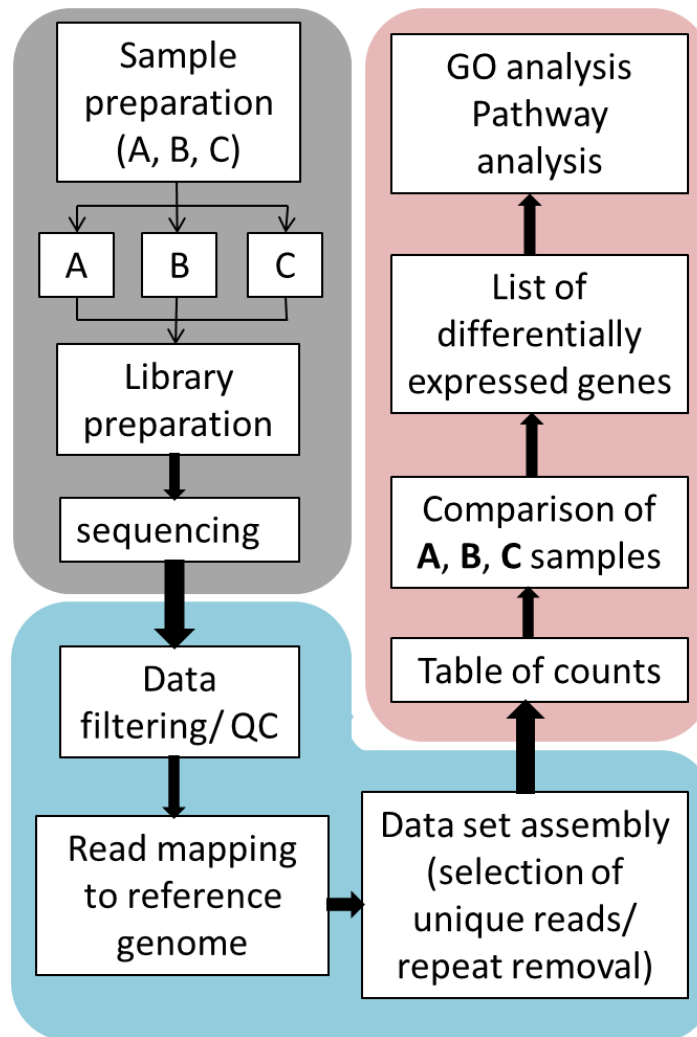 Sample
preparation
(A, B, C)
A
B
C
Library
preparation
sequencing
Data
filtering/ QC
Read mapping
to reference
genome
Data set assembly
(selection of
unique reads/
repeat removal)
Table of counts
Comparison of
A, B, C samples
List of
differentially
expressed genes
GO analysis
Pathway
analysis